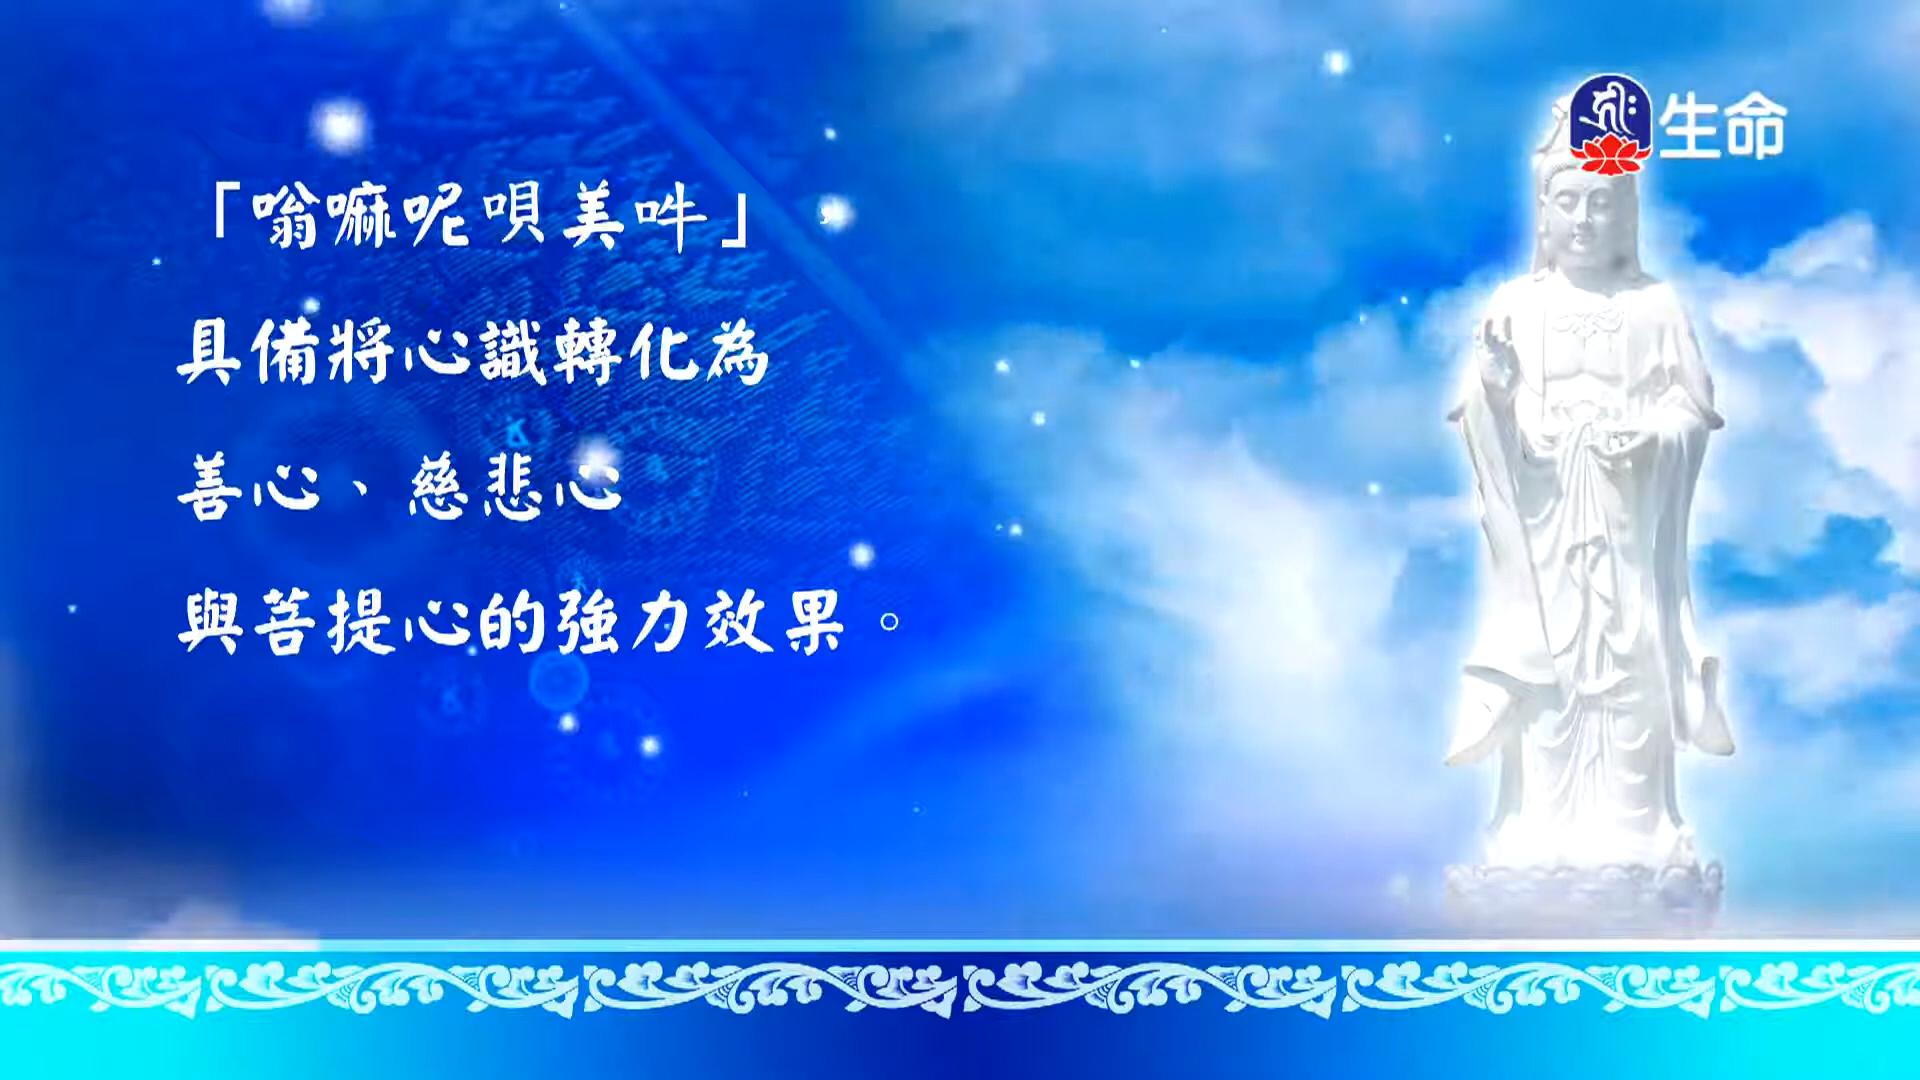 生命
「嗡嘛呢唄美吽」
具備將心識轉化為
善心、慈悲心
與菩提心的強力效果。